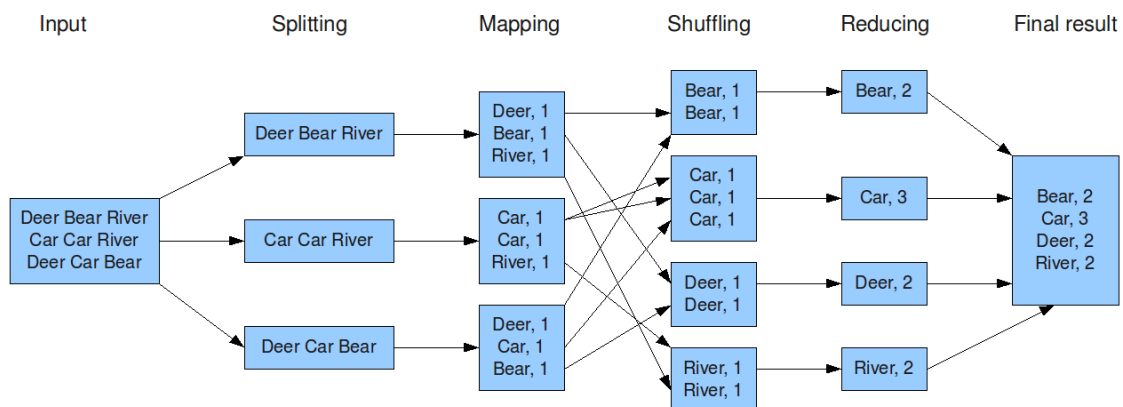 Input
Splitting
Mapping
Shuffling
Reducing
Final result
Deer Bear River
Car Car River
Deer Car Bear
Deer Bear River
Car Car River
Deer Car Bear
Deer, 1
Bear, 1
River, 1
Car, 1
Car, 1
River, 1
Deer, 1
Car, 1
Bear, 1
Bear, 1
Bear, 1
Car, 1
Car, 1
Car, 1
Deer, 1
Deer, 1
River, 1
River, 1
Bear, 2
Car, 3
Deer, 2
River, 2
Bear, 2
Car, 3
Deer, 2
River, 2